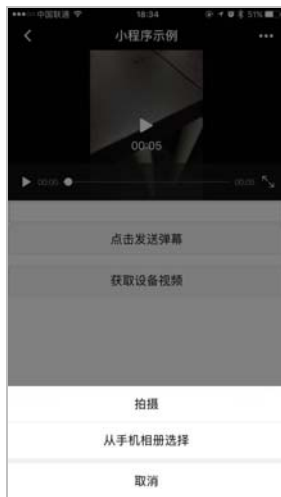 中国联通 18:34 51%
小程序示例
00:05
00:00 00:00
点击发送弹幕
获取设备视频
拍摄
从手机相册选择
取消